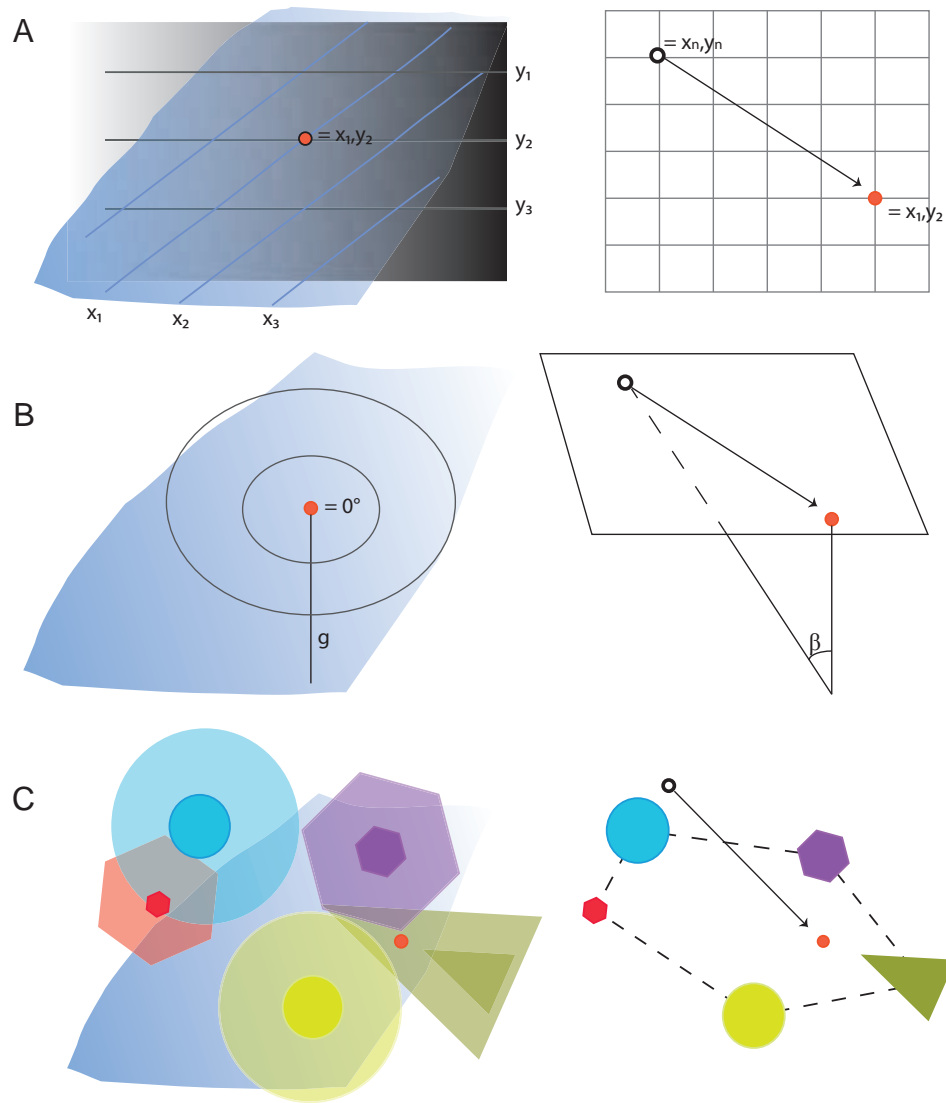 A
= xₙ,yₙ
y₁
= x₁,y₂
y₂
y₃
= x₁,y₂
x₁
x₂
x₃
B
= 0°
g
β
C